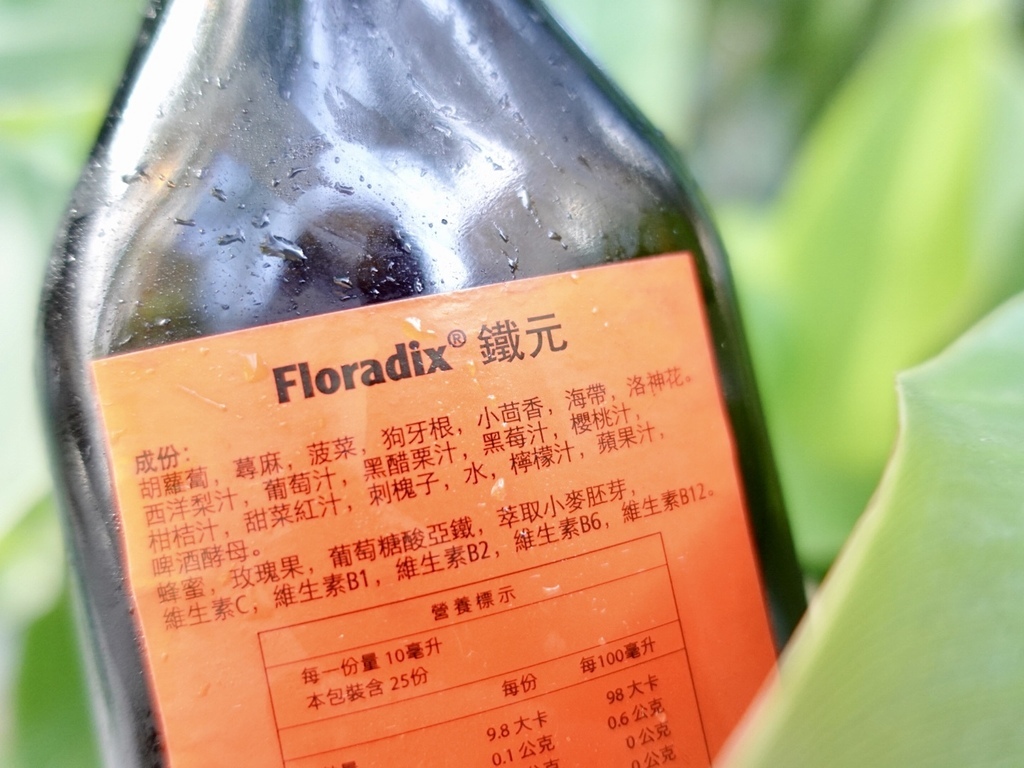 Floradix® 鐵元
成份：
胡蘿蔔，蕁麻，菠菜，狗牙根，小茴香，海帶，洛神花。
西洋梨汁，葡萄汁，黑醋栗汁，黑莓汁，櫻桃汁，
柑桔汁，甜菜紅汁，刺槐子，水，檸檬汁，蘋果汁，
啤酒酵母。
蜂蜜，玫瑰果，葡萄糖酸亞鐵，萃取小麥胚芽，
維生素C，維生素B1，維生素B2，維生素B6，維生素B12。
營養標示
每一份量 10毫升
本包裝含 25份
每份 每100毫升
9.8 大卡 98 大卡
0.1 公克 0.6 公克
公克 0 公克
0 公克